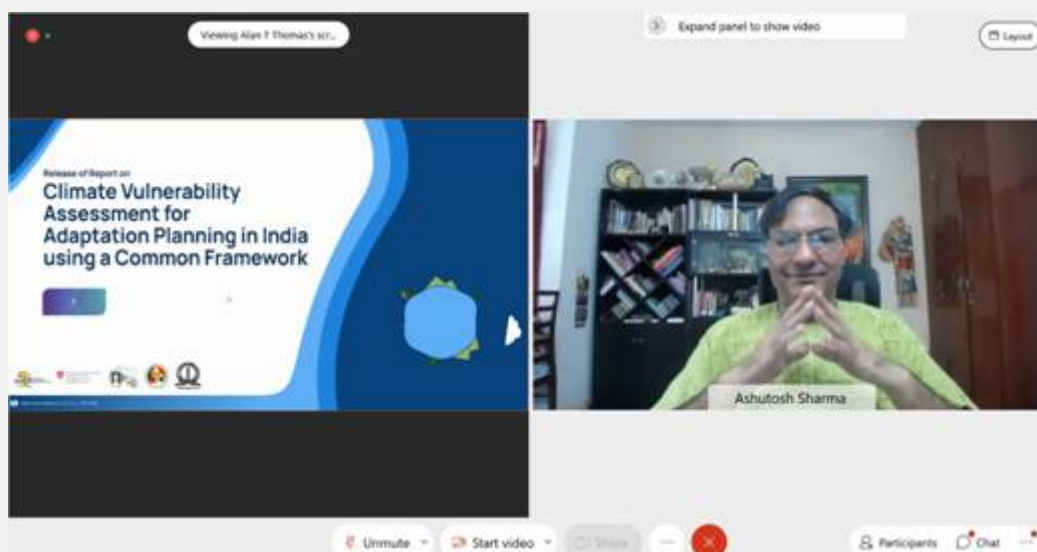 Viewing Alan T Thomas's scr...
Expand panel to show video
Layout
Release of Report on
Climate Vulnerability
Assessment for
Adaptation Planning in India
using a Common Framework
Ashutosh Sharma
Unmute
Start video
Share
Participants
Chat